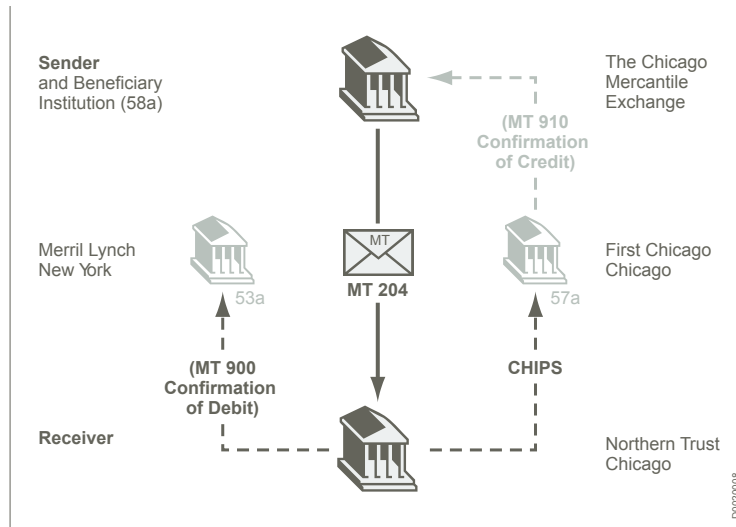 Sender
and Beneficiary
Institution (58a)
The Chicago
Mercantile
Exchange
(MT 910
Confirmation
of Credit)
Merril Lynch
New York
53a
MT
MT 204
57a
First Chicago
Chicago
(MT 900
Confirmation
of Debit)
CHIPS
Receiver
Northern Trust
Chicago
D0020008